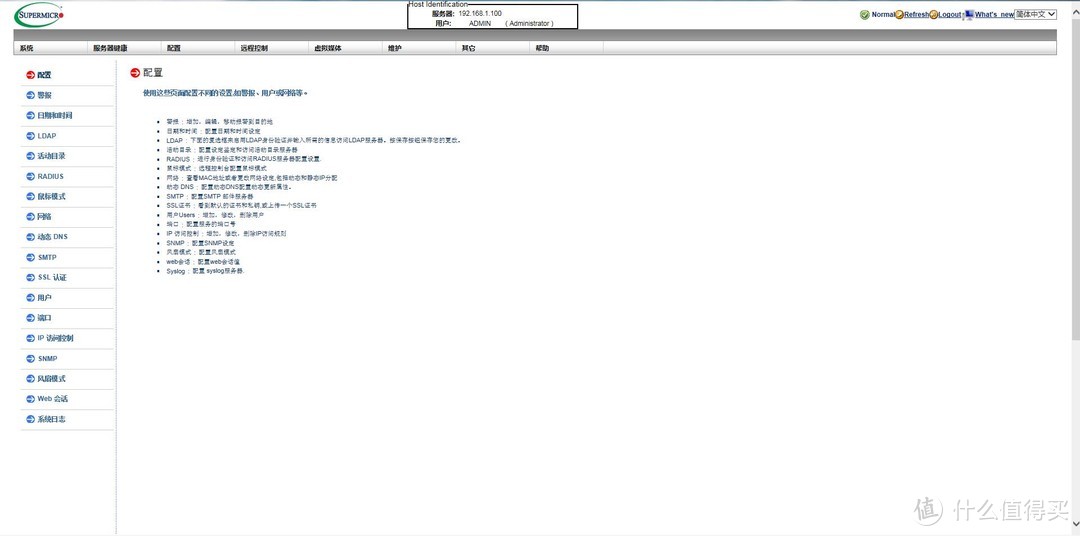 SUPERMICRO
Host Identification
服务器: 192.168.1.100
用户: ADMIN ( Administrator )
Normal Refresh Logout What's new 简体中文
系统 服务器健康 配置 远程控制 虚拟媒体 维护 其它 帮助
配置
警报
日期和时间
LDAP
活动目录
RADIUS
鼠标模式
网络
动态 DNS
SMTP
SSL 认证
用户
端口
IP 访问控制
SNMP
风扇模式
Web 会话
系统日志
配置
使用这些页面配置不同的设置,如警报、用户或网络等。
警报 : 增加、编辑、移动报警到目的地
日期和时间 : 配置日期和时间设定
LDAP : 下面的复选框来启用LDAP身份验证并输入所需的信息访问LDAP服务器。按保存按钮保存您的更改。
活动目录 : 配置设定鉴定和访问活动目录服务器
RADIUS : 进行身份验证和访问RADIUS服务器配置设置.
鼠标模式 : 远程控制台配置鼠标模式
网络 : 查看MAC地址或者更改网络设定,包括动态和静态IP分配
动态 DNS : 配置动态DNS配置动态更新属性。
SMTP : 配置SMTP 邮件服务器
SSL证书 : 看到默认的证书和私钥,或上传一个SSL证书
用户Users : 增加、修改、删除用户
端口 : 配置服务的端口号
IP 访问控制 : 增加、修改、删除IP访问规则
SNMP : 配置SNMP设定
风扇模式 : 配置风扇模式
web会话 : 配置web会话值
Syslog : 配置 syslog服务器.
值 什么值得买